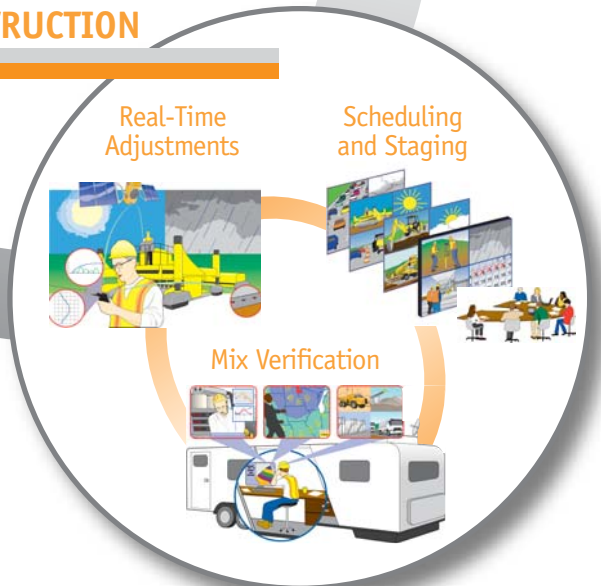 RUCTION
Real-Time
Adjustments
Scheduling
and Staging
Mix Verification